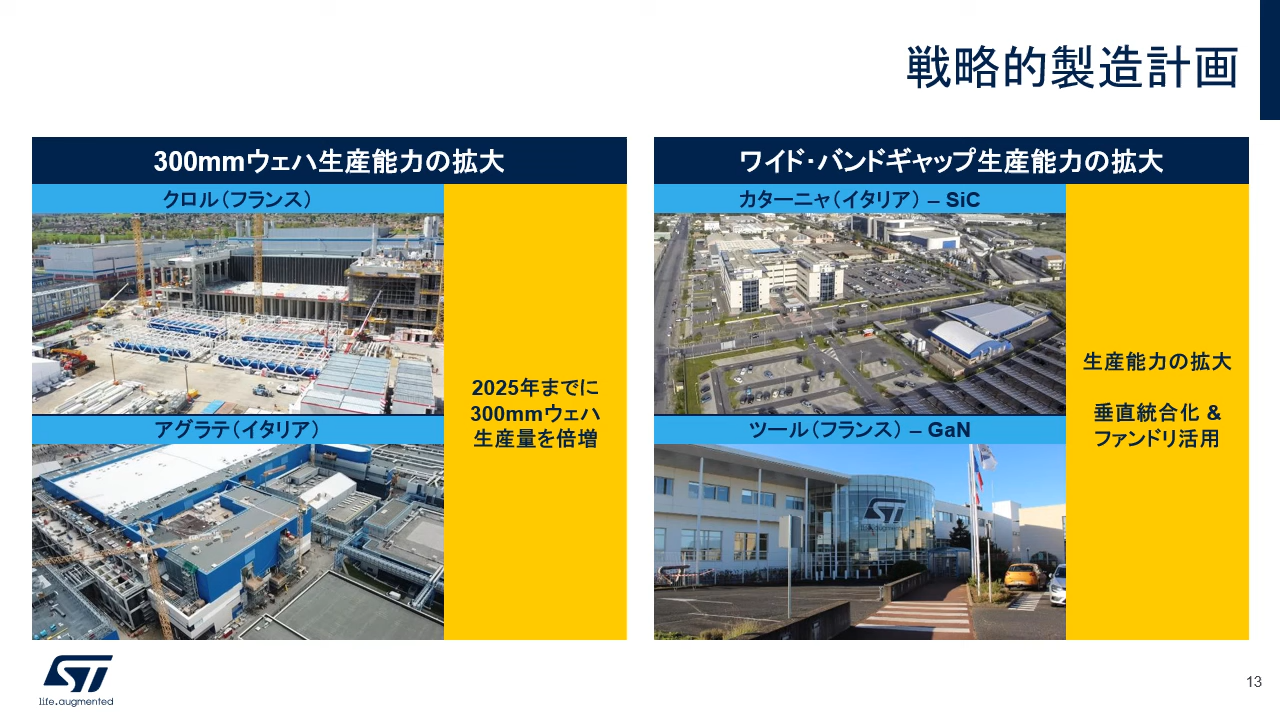 戦略的製造計画
300mmウェハ生産能力の拡大
クロル（フランス）
アグラテ（イタリア）
2025年までに
300mmウェハ
生産量を倍増
ワイド・バンドギャップ生産能力の拡大
カターニャ（イタリア） – SiC
ツール（フランス） – GaN
ST
life.augmented
生産能力の拡大
垂直統合化 &
ファンドリ活用
ST
life.augmented
13